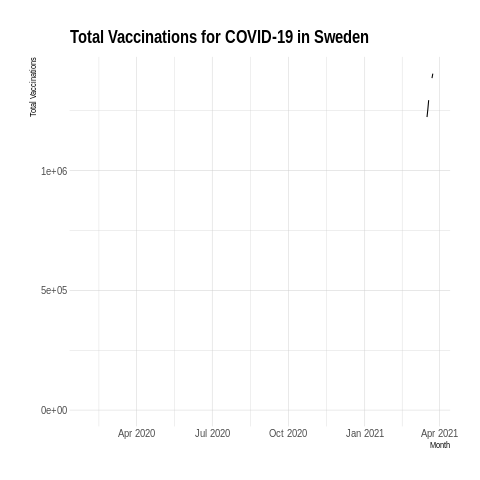 Total Vaccinations for COVID-19 in Sweden
Total Vaccinations
1e+06
5e+05
0e+00
Apr 2020 Jul 2020 Oct 2020 Jan 2021 Apr 2021
Month